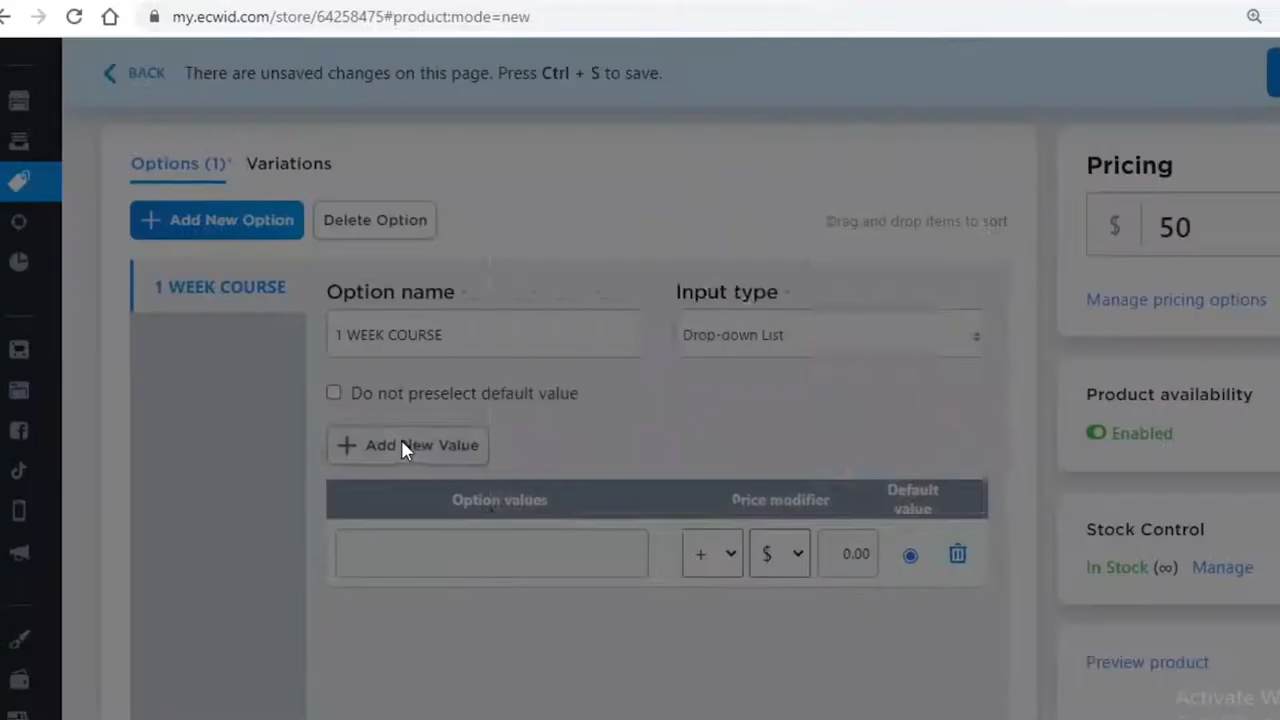 my.ecwid.com/store/64258475#product:mode=new
BACK There are unsaved changes on this page. Press Ctrl + S to save.
Options (1)* Variations
Add New Option Delete Option Drag and drop items to sort
1 WEEK COURSE
Option name
Input type
1 WEEK COURSE
Drop-down List
Do not preselect default value
Add New Value
Option values Price modifier Default value
+ $ 0.00
Pricing
$ 50
Manage pricing options
Product availability
Enabled
Stock Control
In Stock (∞) Manage
Preview product
Activate W